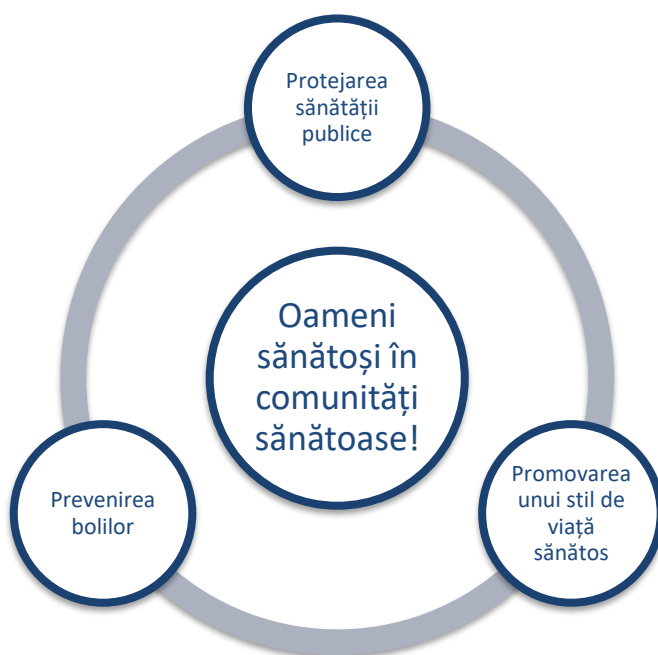 Protejarea
sănătății
publice
Oameni
sănătoși în
comunități
sănătoase!
Prevenirea
bolilor
Promovarea
unui stil de
viață
sănătos